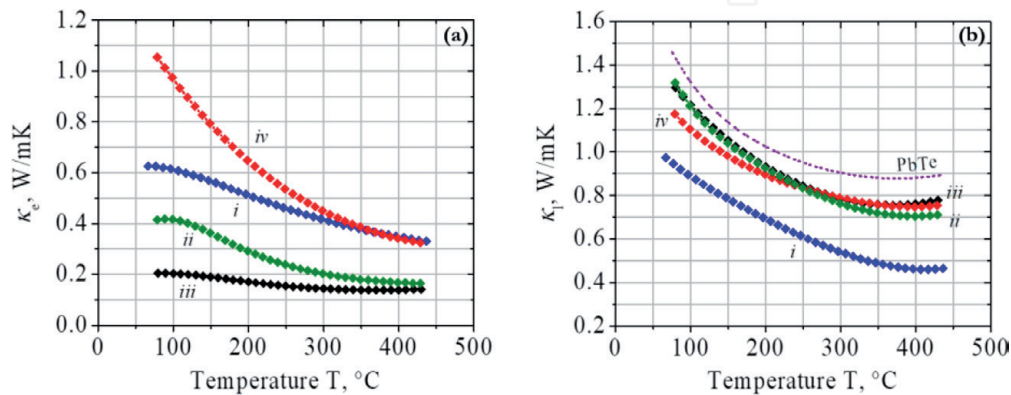 (a)
1.2
1.0
0.8
0.6
0.4
0.2
0.0
κe, W/mK
iv
i
ii
iii
0 100 200 300 400 500
Temperature T, °C
(b)
1.6
1.4
1.2
1.0
0.8
0.6
0.4
0.2
κl, W/mK
iv
PbTe
iii
ii
i
0 100 200 300 400 500
Temperature T, °C